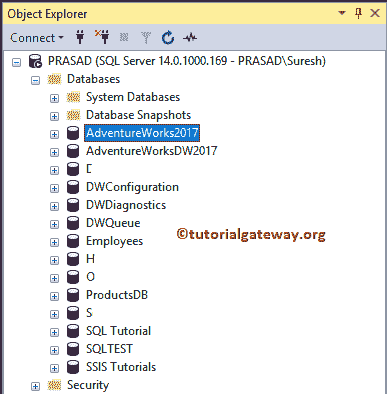 Object Explorer
Connect
PRASAD (SQL Server 14.0.1000.169 - PRASAD\Suresh)
Databases
System Databases
Database Snapshots
AdventureWorks2017
AdventureWorksDW2017
E
DWConfiguration
DWDiagnostics
DWQueue
©tutorialgateway.org
Employees
H
O
ProductsDB
S
SQL Tutorial
SQLTEST
SSIS Tutorials
Security